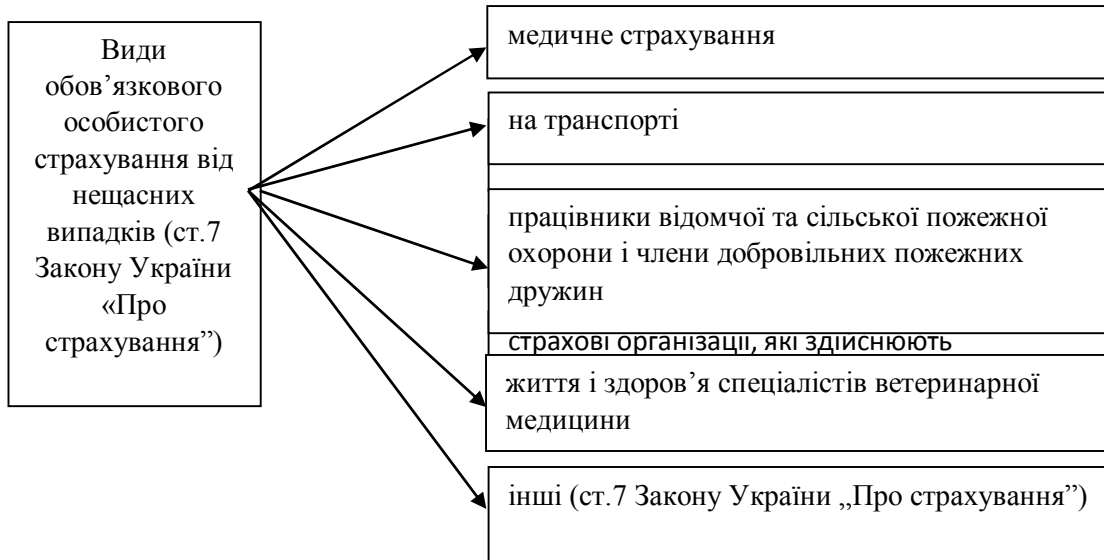 Види
обов’язкового
особистого
страхування від
нещасних
випадків (ст.7
Закону України
«Про
страхування”)
медичне страхування
на транспорті
працівники відомчої та сільської пожежної
охорони і члени добровільних пожежних
дружин
страхові організації, які здійснюють
життя і здоров’я спеціалістів ветеринарної
медицини
інші (ст.7 Закону України „Про страхування”)